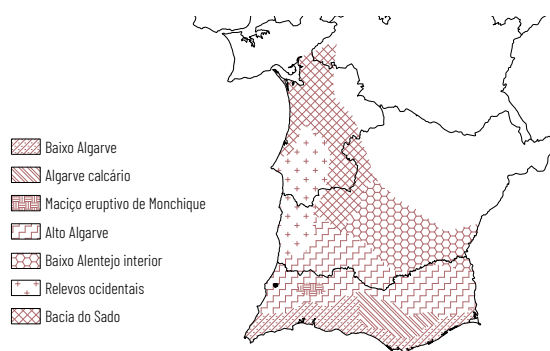 Baixo Algarve
Algarve calcário
Maciço eruptivo de Monchique
Alto Algarve
Baixo Alentejo interior
Relevos ocidentais
Bacia do Sado